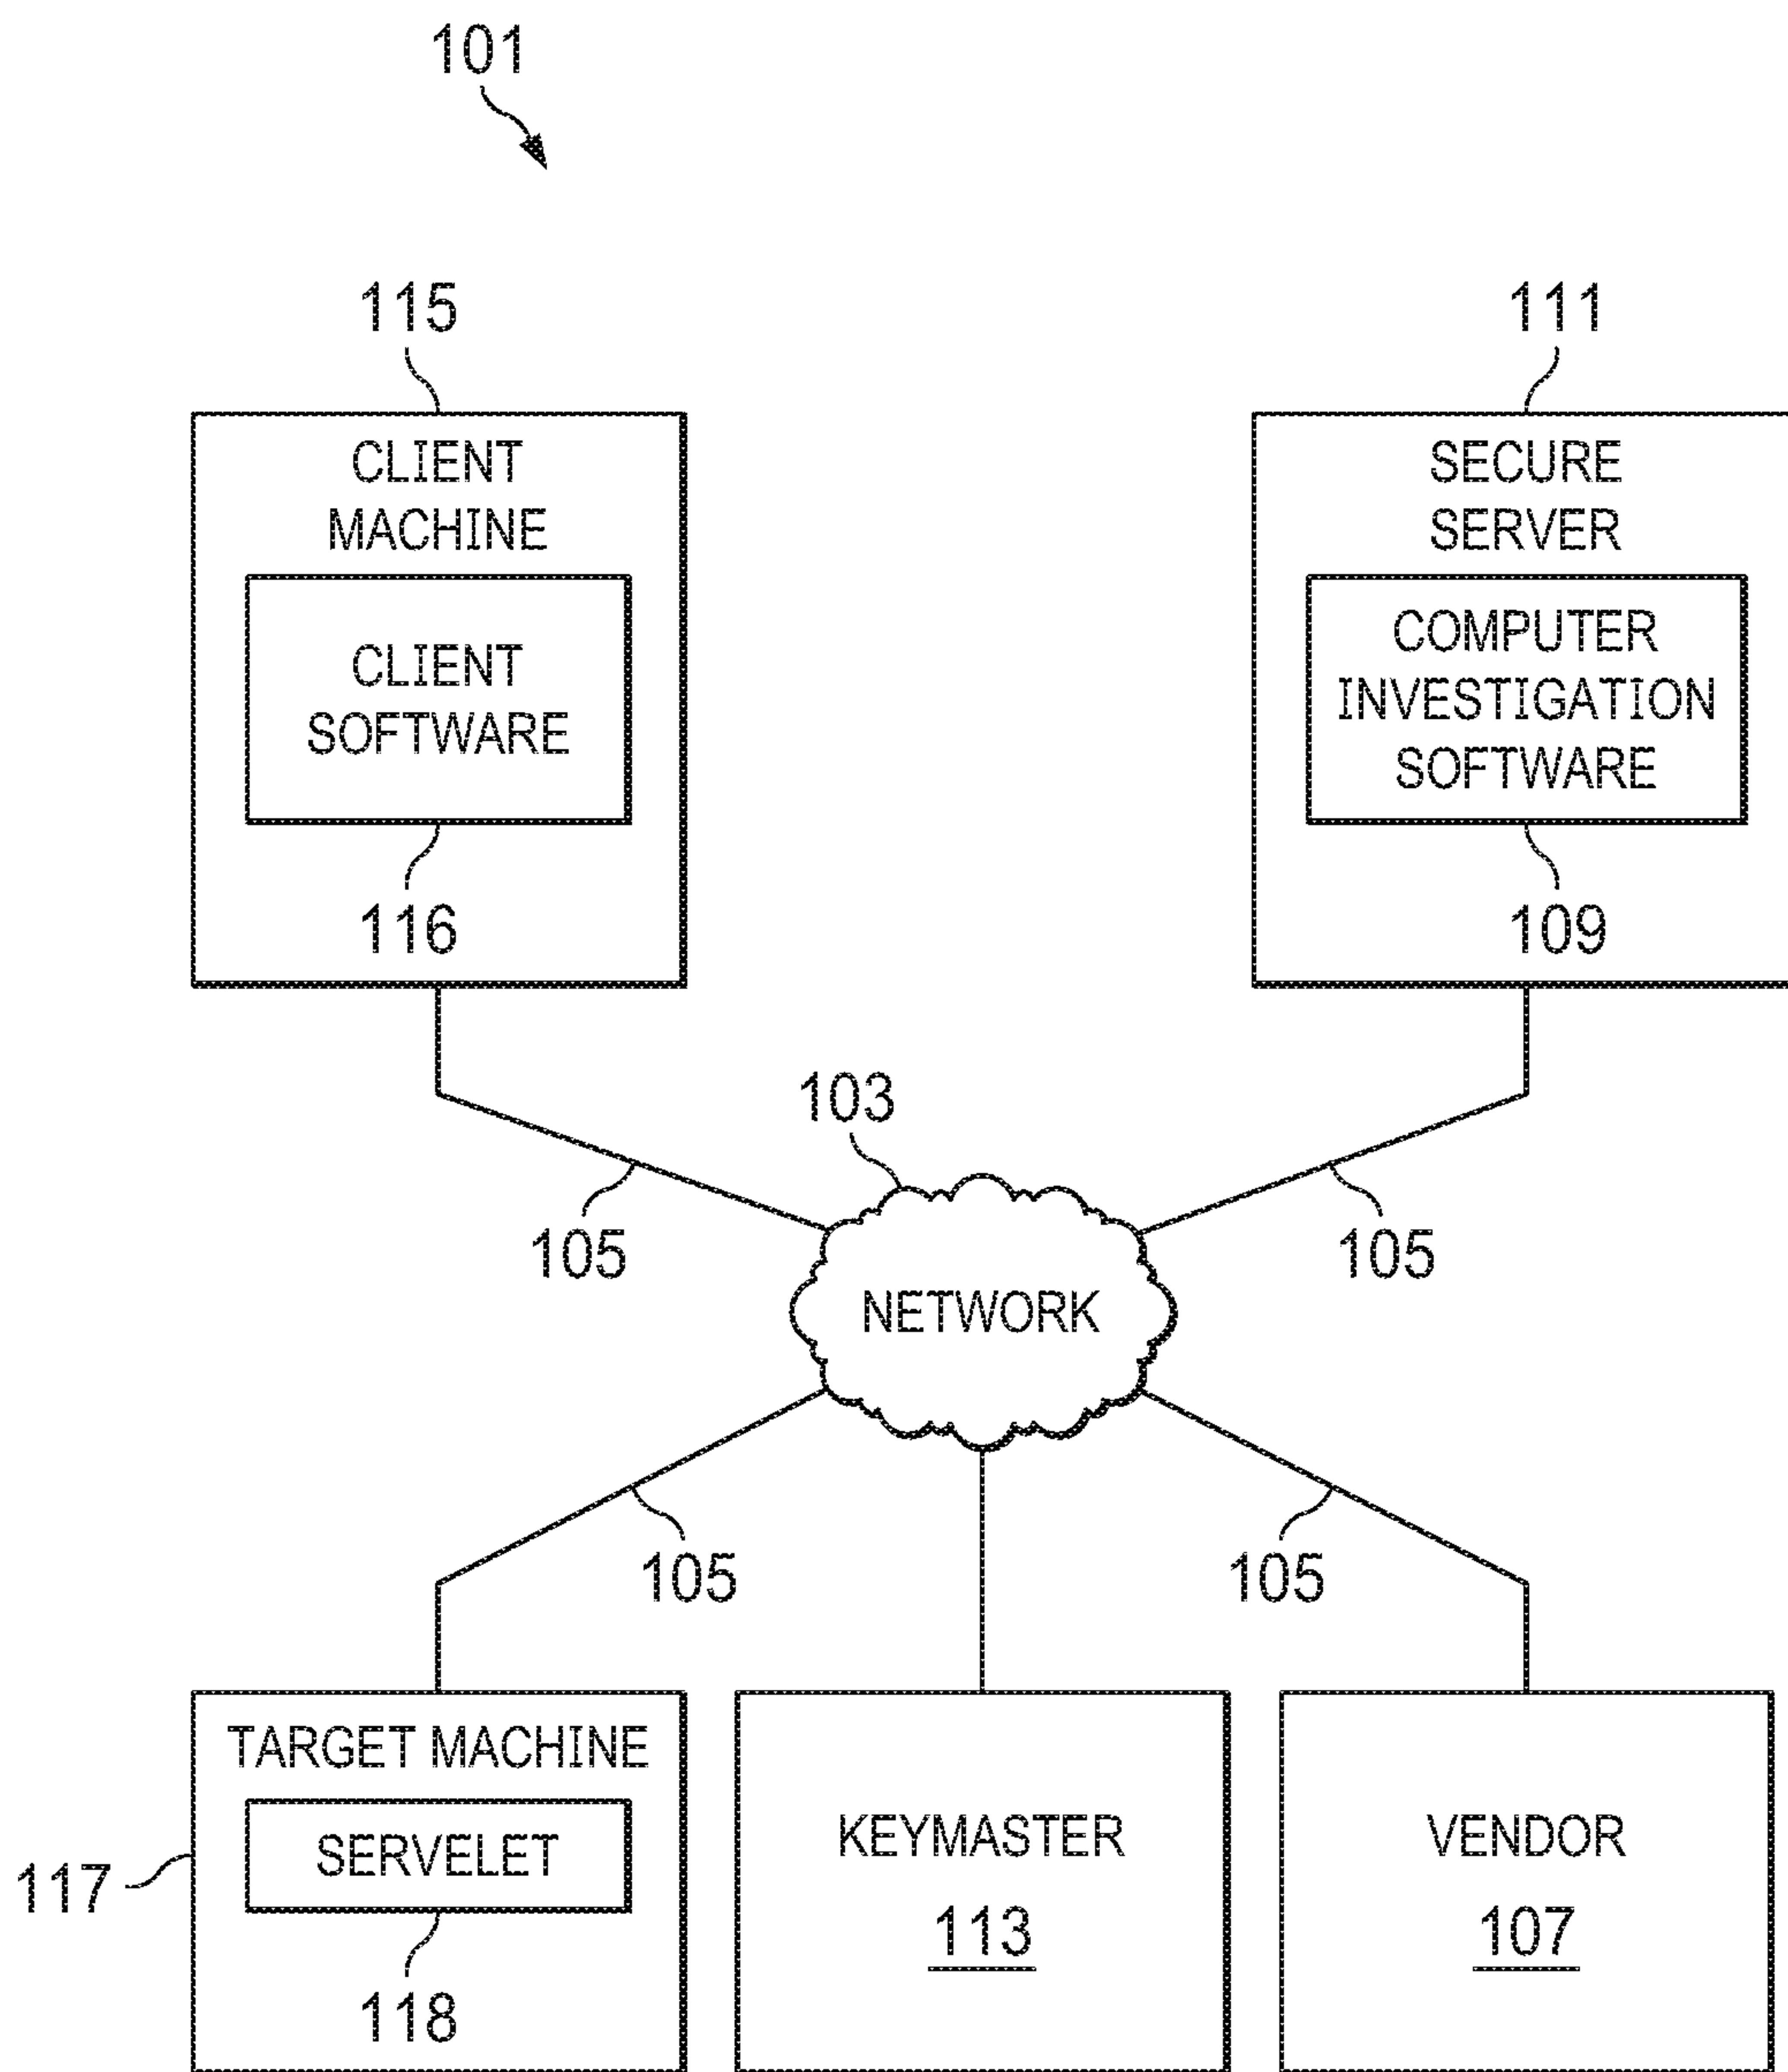 101
115
111
CLIENT
MACHINE
CLIENT
SOFTWARE
116
SECURE
SERVER
COMPUTER
INVESTIGATION
SOFTWARE
109
103
105
105
NETWORK
105
105
TARGET MACHINE
SERVELET
117
118
KEYMASTER
113
VENDOR
107